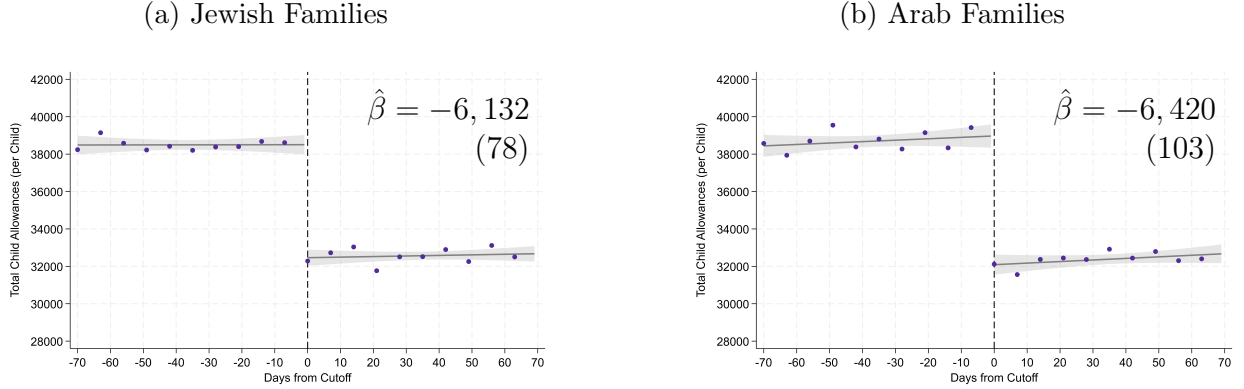 (a) Jewish Families
42000
40000
38000
36000
34000
32000
30000
28000
Total Child Allowances (per Child)
β̂ = −6, 132
(78)
-70 -60 -50 -40 -30 -20 -10 0 10 20 30 40 50 60 70
Days from Cutoff
(b) Arab Families
42000
40000
38000
36000
34000
32000
30000
28000
Total Child Allowances (per Child)
β̂ = −6, 420
(103)
-70 -60 -50 -40 -30 -20 -10 0 10 20 30 40 50 60 70
Days from Cutoff